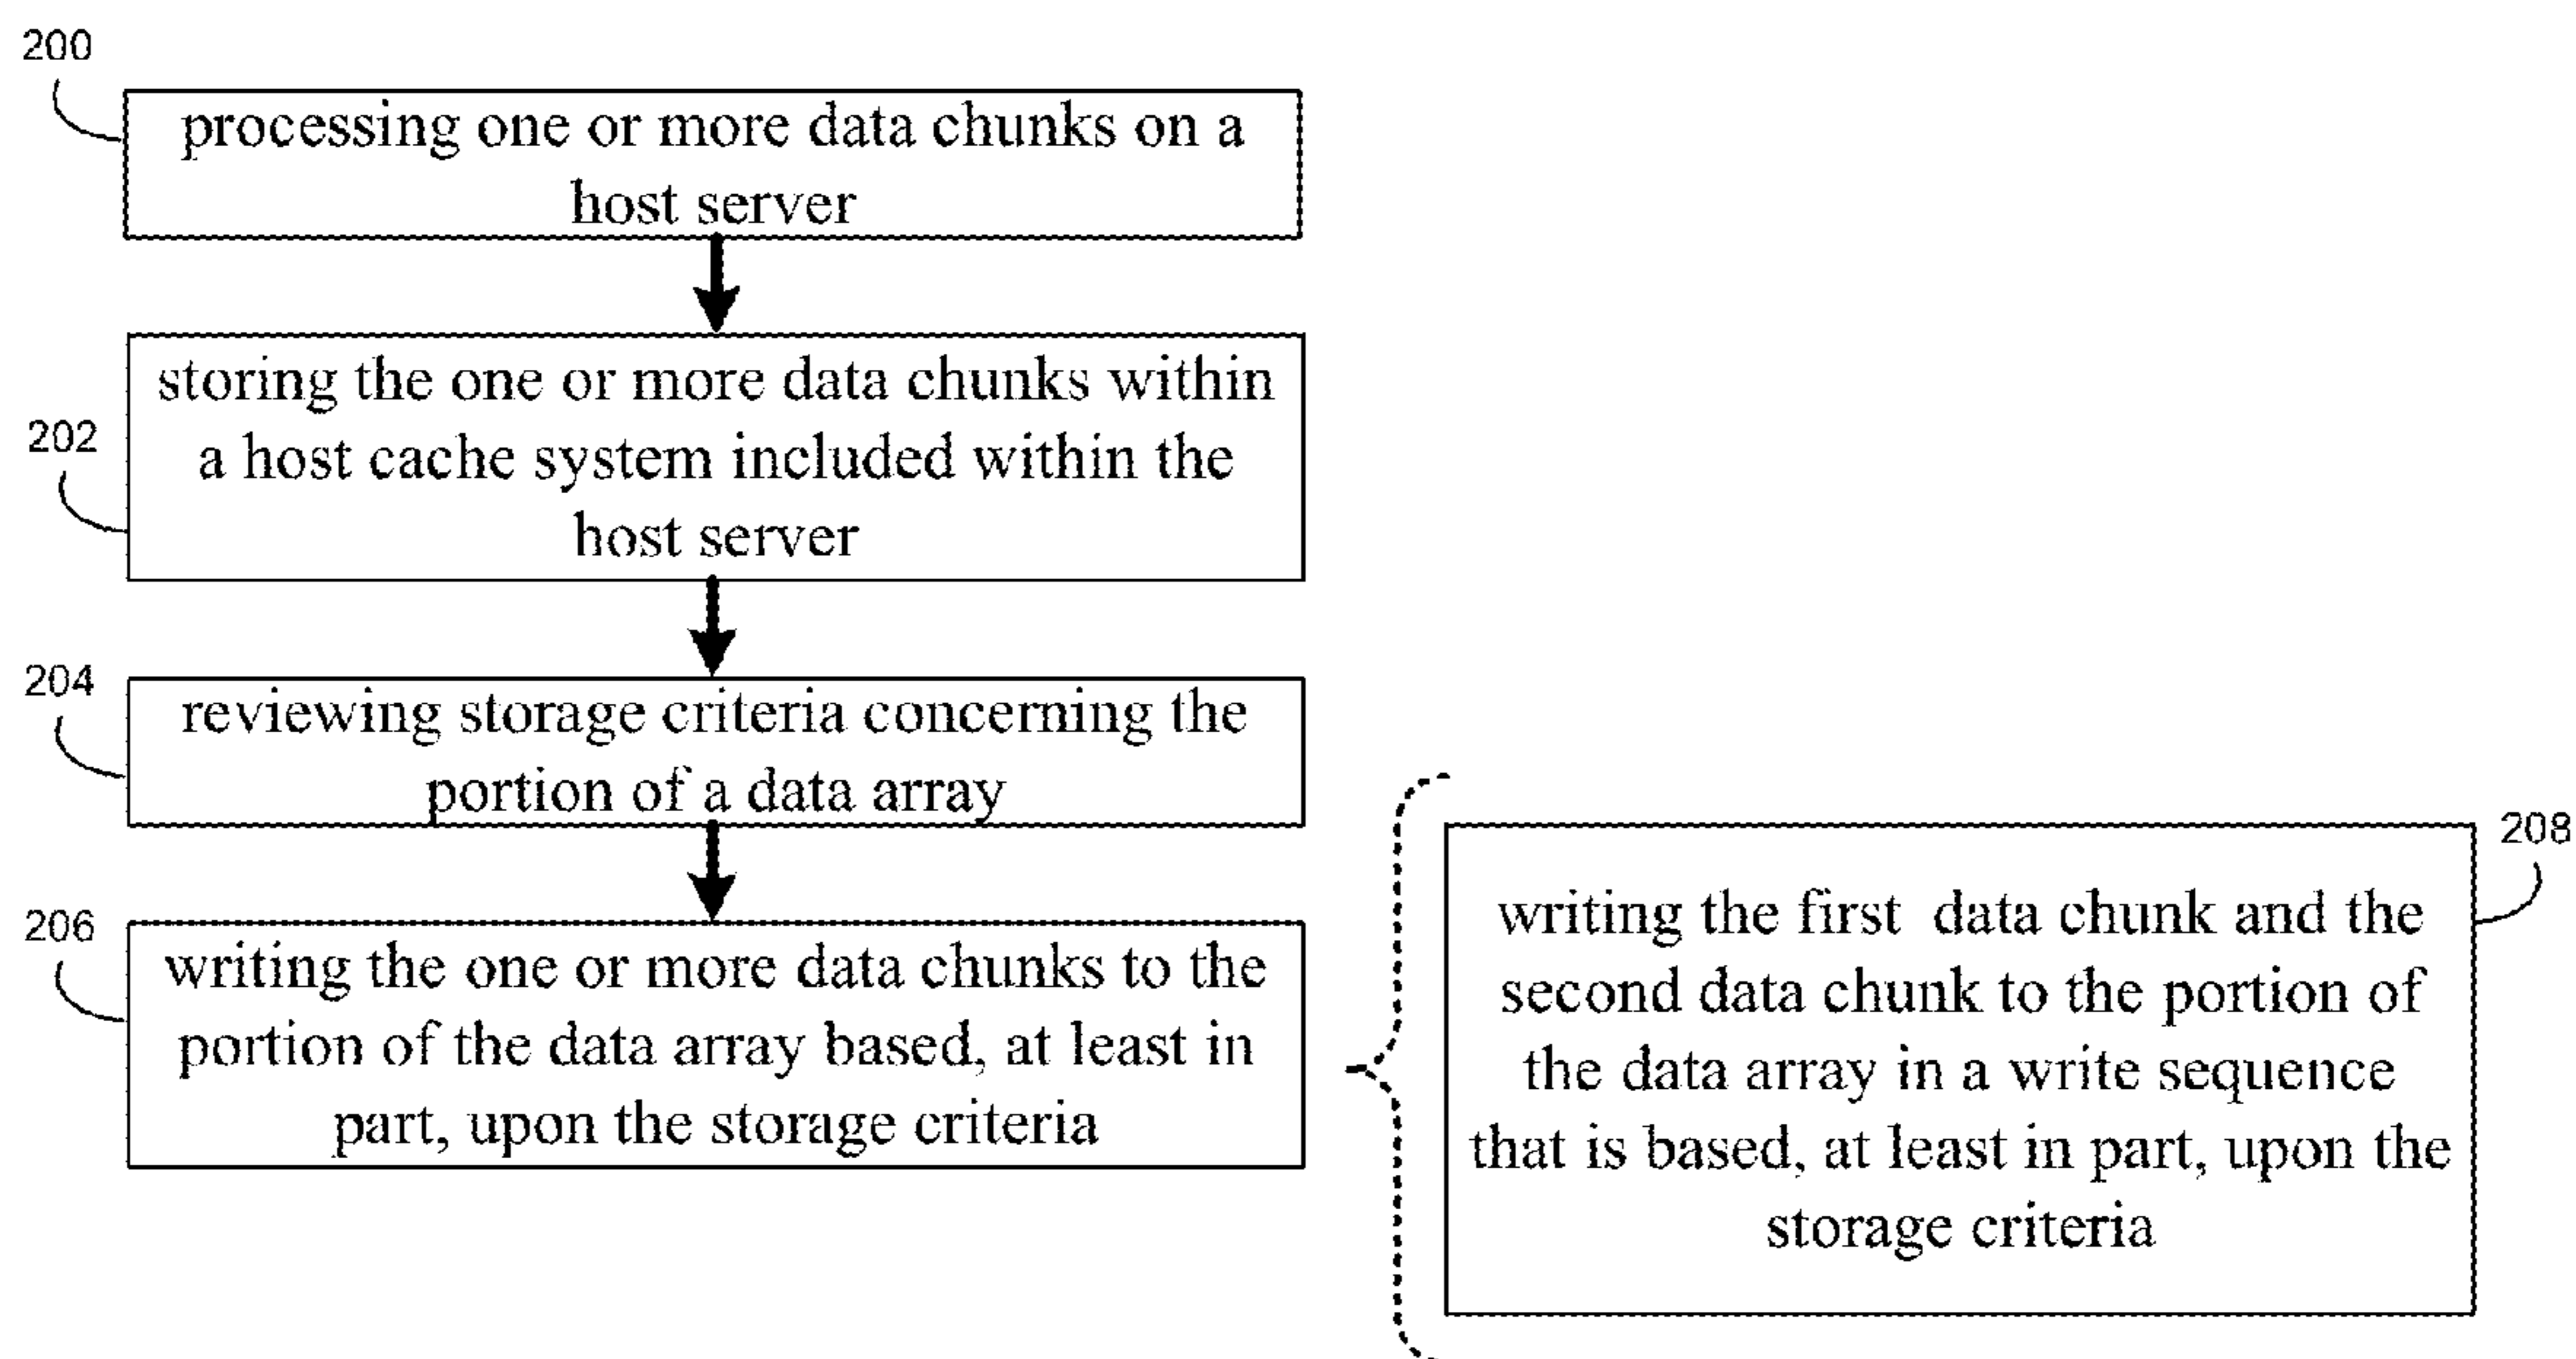 200
processing one or more data chunks on a
host server
202
storing the one or more data chunks within
a host cache system included within the
host server
204
reviewing storage criteria concerning the
portion of a data array
206
writing the one or more data chunks to the
portion of the data array based, at least in
part, upon the storage criteria
208
writing the first data chunk and the
second data chunk to the portion of
the data array in a write sequence
that is based, at least in part, upon the
storage criteria